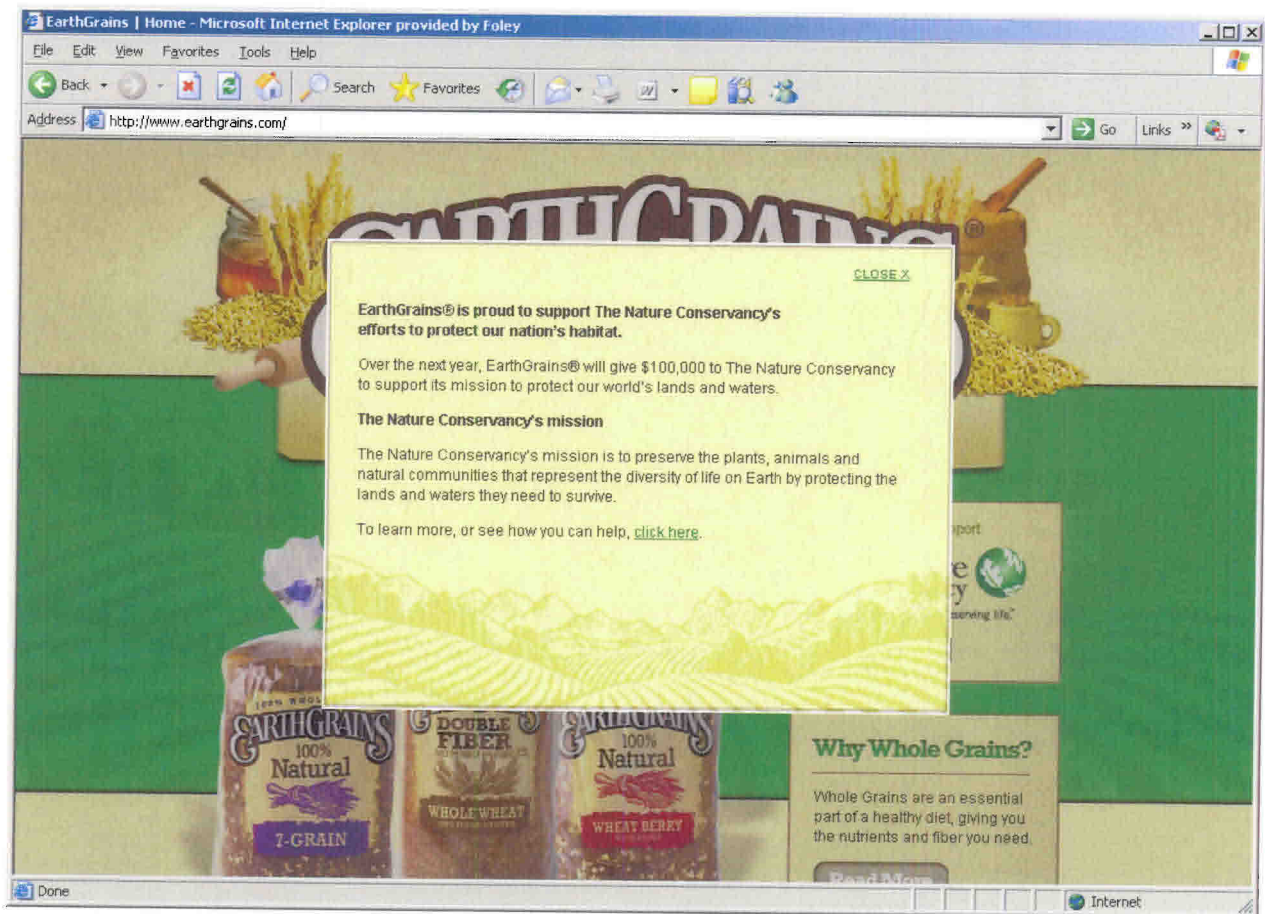 EarthGrains | Home - Microsoft Internet Explorer provided by Foley
File Edit View Favorites Tools Help
Back Search Favorites
Address http://www.earthgrains.com/ Go Links »
EARTHGRAINS®
CLOSE X
EarthGrains® is proud to support The Nature Conservancy's
efforts to protect our nation's habitat.
Over the next year, EarthGrains® will give $100,000 to The Nature Conservancy
to support its mission to protect our world's lands and waters.
The Nature Conservancy's mission
The Nature Conservancy's mission is to preserve the plants, animals and
natural communities that represent the diversity of life on Earth by protecting the
lands and waters they need to survive.
To learn more, or see how you can help, click here.
EARTHGRAINS
100%
Natural
7-GRAIN
DOUBLE
FIBER
WHOLE WHEAT
EARTHGRAINS
100%
Natural
WHEAT BERRY
Why Whole Grains?
Whole Grains are an essential
part of a healthy diet, giving you
the nutrients and fiber you need.
Read More
Done Internet